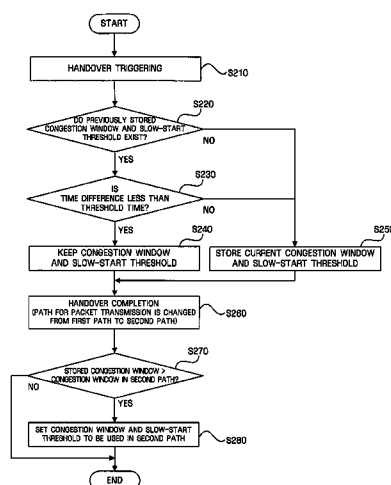 START
HANDOVER TRIGGERING
S210
S220
DO PREVIOUSLY STORED
CONGESTION WINDOW AND SLOW-START
THRESHOLD EXIST?
NO
YES
S230
IS
TIME DIFFERENCE LESS THAN
THRESHOLD TIME?
NO
YES
S240
KEEP CONGESTION WINDOW
AND SLOW-START THRESHOLD
S250
STORE CURRENT CONGESTION WINDOW
AND SLOW-START THRESHOLD
HANDOVER COMPLETION
(PATH FOR PACKET TRANSMISSION IS CHANGED
FROM FIRST PATH TO SECOND PATH)
S260
S270
STORED CONGESTION WINDOW >
CONGESTION WINDOW IN SECOND PATH?
NO
YES
SET CONGESTION WINDOW AND SLOW-START
THRESHOLD TO BE USED IN SECOND PATH
S280
END